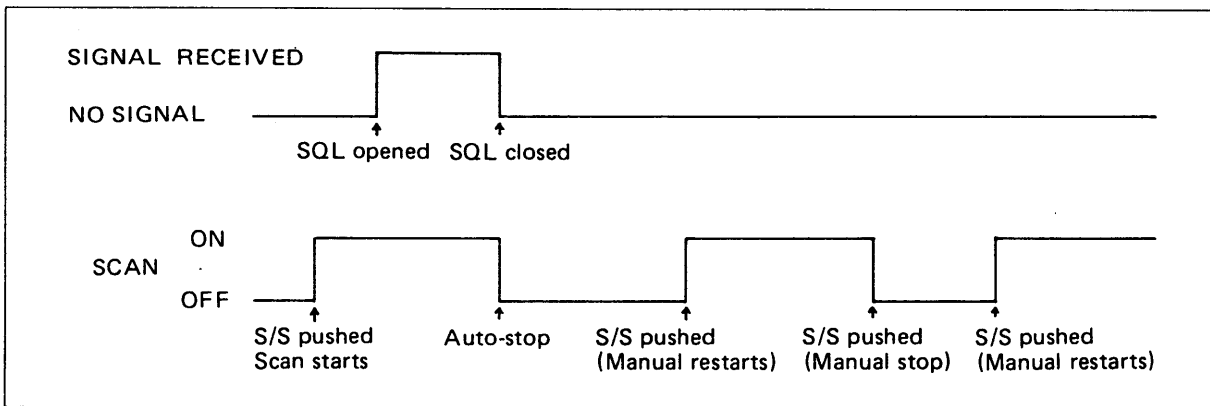 SIGNAL RECEIVED
NO SIGNAL
SQL opened SQL closed
ON
SCAN
OFF
S/S pushed Auto-stop S/S pushed S/S pushed S/S pushed
Scan starts (Manual restarts) (Manual stop) (Manual restarts)